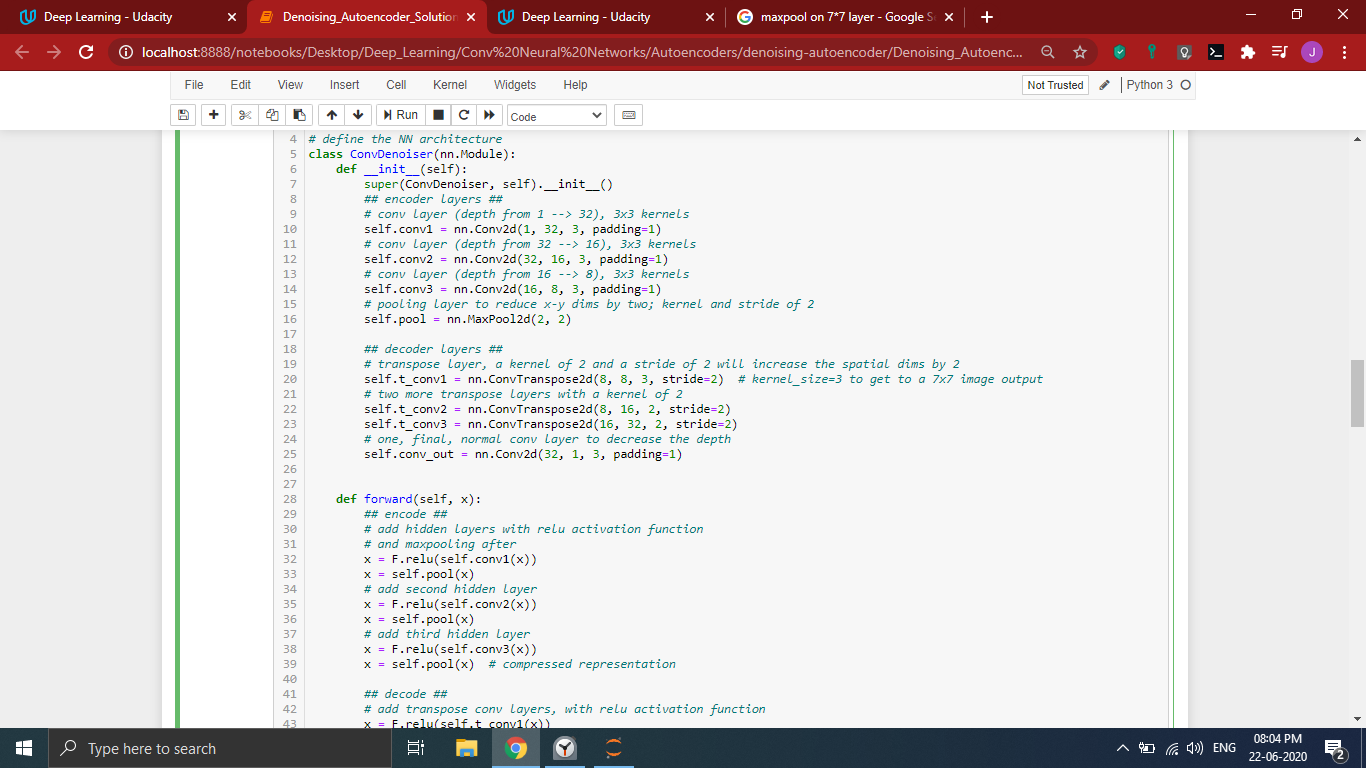 Deep Learning - Udacity
Denoising_Autoencoder_Solution
Deep Learning - Udacity
maxpool on 7*7 layer - Google S
localhost:8888/notebooks/Desktop/Deep_Learning/Conv%20Neural%20Networks/Autoencoders/denoising-autoencoder/Denoising_Autoenc...
J
File Edit View Insert Cell Kernel Widgets Help
Not Trusted
Python 3
Run
Code
4 # define the NN architecture
5 class ConvDenoiser(nn.Module):
6 def __init__(self):
7 super(ConvDenoiser, self).__init__()
8 ## encoder layers ##
9 # conv layer (depth from 1 --> 32), 3x3 kernels
10 self.conv1 = nn.Conv2d(1, 32, 3, padding=1)
11 # conv layer (depth from 32 --> 16), 3x3 kernels
12 self.conv2 = nn.Conv2d(32, 16, 3, padding=1)
13 # conv layer (depth from 16 --> 8), 3x3 kernels
14 self.conv3 = nn.Conv2d(16, 8, 3, padding=1)
15 # pooling layer to reduce x-y dims by two; kernel and stride of 2
16 self.pool = nn.MaxPool2d(2, 2)
17
18 ## decoder layers ##
19 # transpose layer, a kernel of 2 and a stride of 2 will increase the spatial dims by 2
20 self.t_conv1 = nn.ConvTranspose2d(8, 8, 3, stride=2) # kernel_size=3 to get to a 7x7 image output
21 # two more transpose layers with a kernel of 2
22 self.t_conv2 = nn.ConvTranspose2d(8, 16, 2, stride=2)
23 self.t_conv3 = nn.ConvTranspose2d(16, 32, 2, stride=2)
24 # one, final, normal conv layer to decrease the depth
25 self.conv_out = nn.Conv2d(32, 1, 3, padding=1)
26
27
28 def forward(self, x):
29 ## encode ##
30 # add hidden layers with relu activation function
31 # and maxpooling after
32 x = F.relu(self.conv1(x))
33 x = self.pool(x)
34 # add second hidden layer
35 x = F.relu(self.conv2(x))
36 x = self.pool(x)
37 # add third hidden layer
38 x = F.relu(self.conv3(x))
39 x = self.pool(x) # compressed representation
40
41 ## decode ##
42 # add transpose conv layers, with relu activation function
43 x = F.relu(self.t_conv1(x))
Type here to search
ENG
08:04 PM
22-06-2020
2